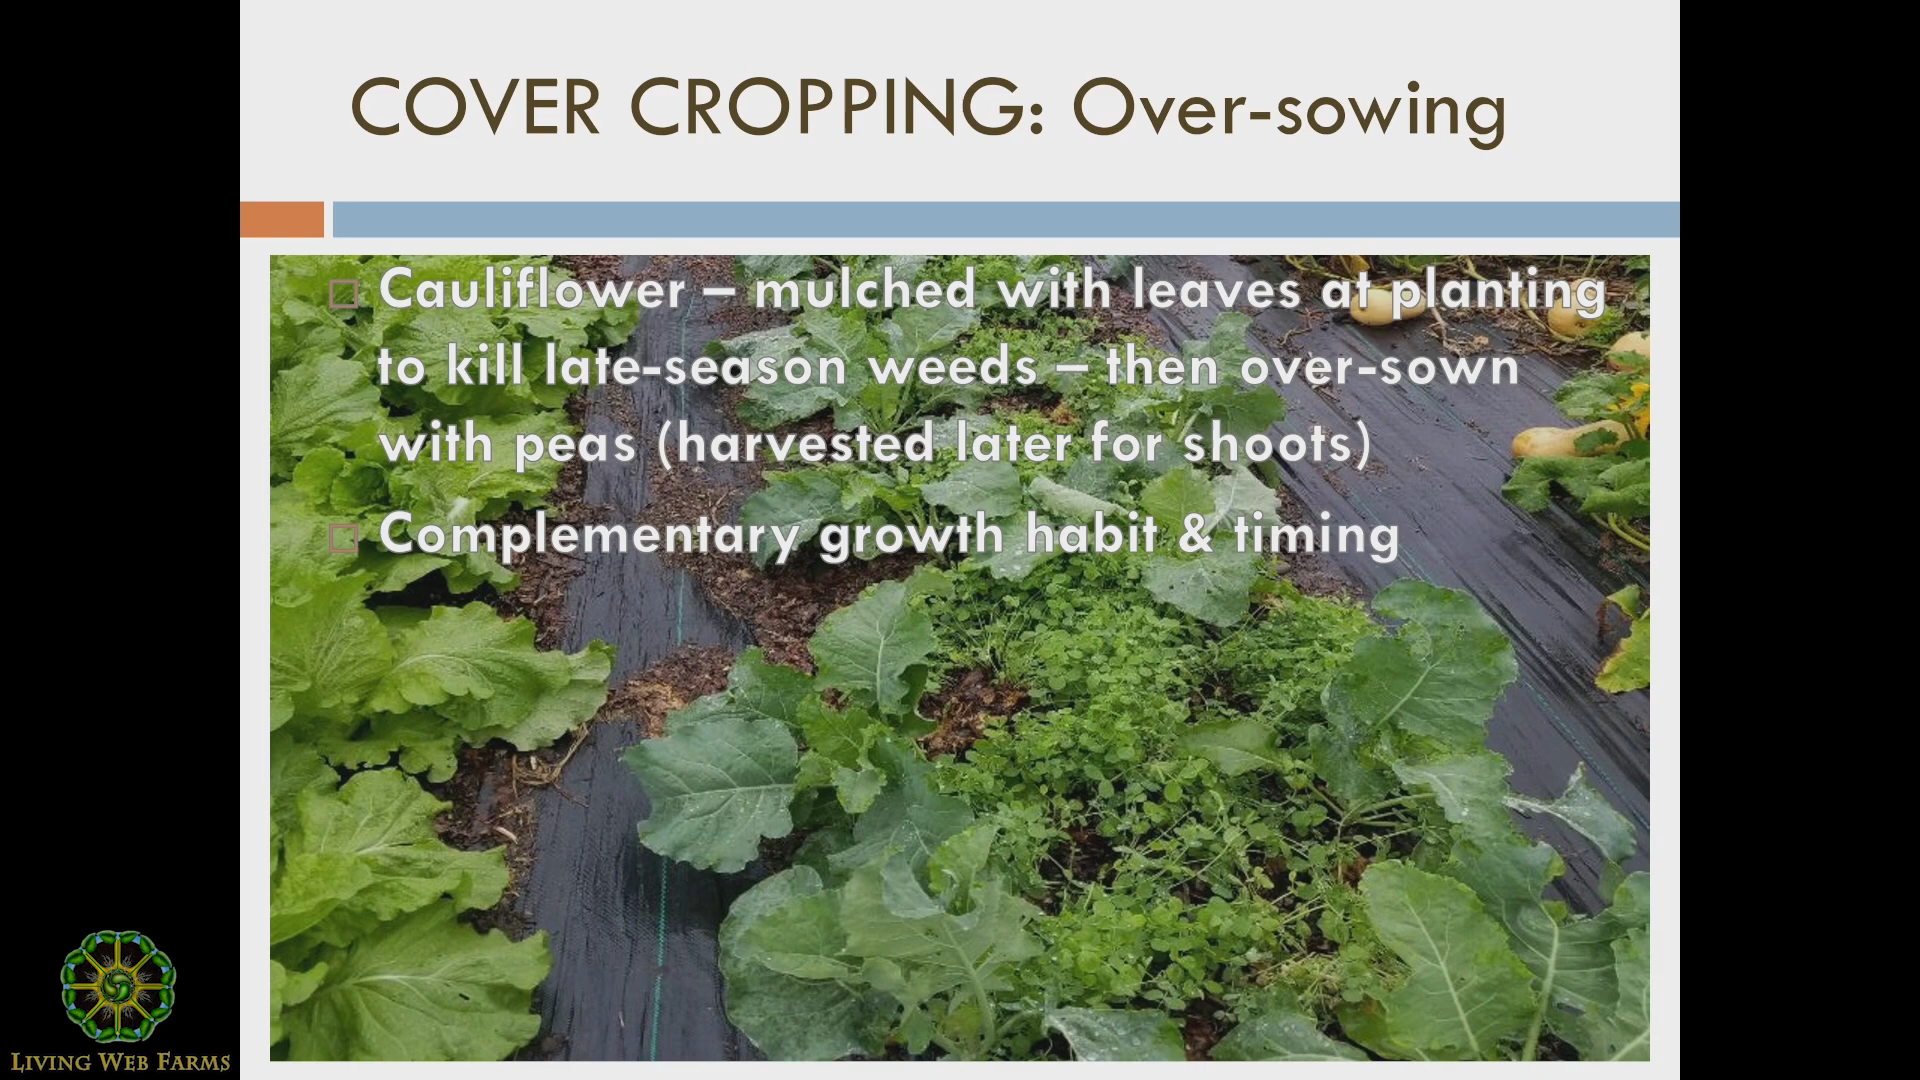 COVER CROPPING: Over-sowing
Cauliflower – mulched with leaves at planting
to kill late-season weeds – then over-sown
with peas (harvested later for shoots)
Complementary growth habit & timing
LIVING WEB FARMS